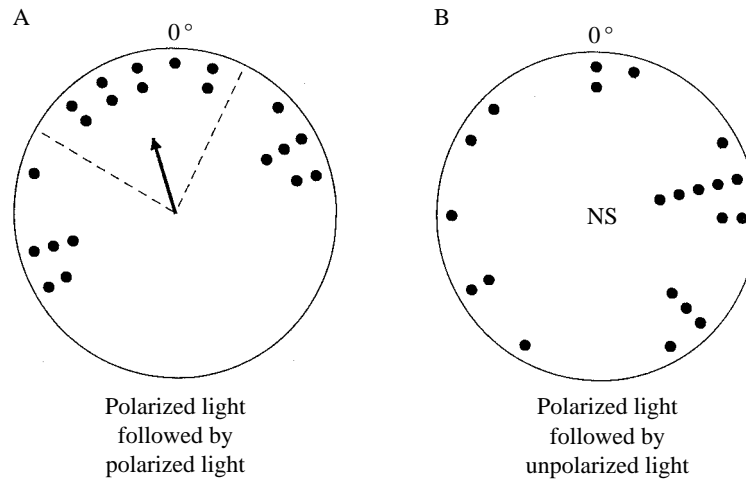 A
B
0°
0°
NS
Polarized light
followed by
polarized light
Polarized light
followed by
unpolarized light